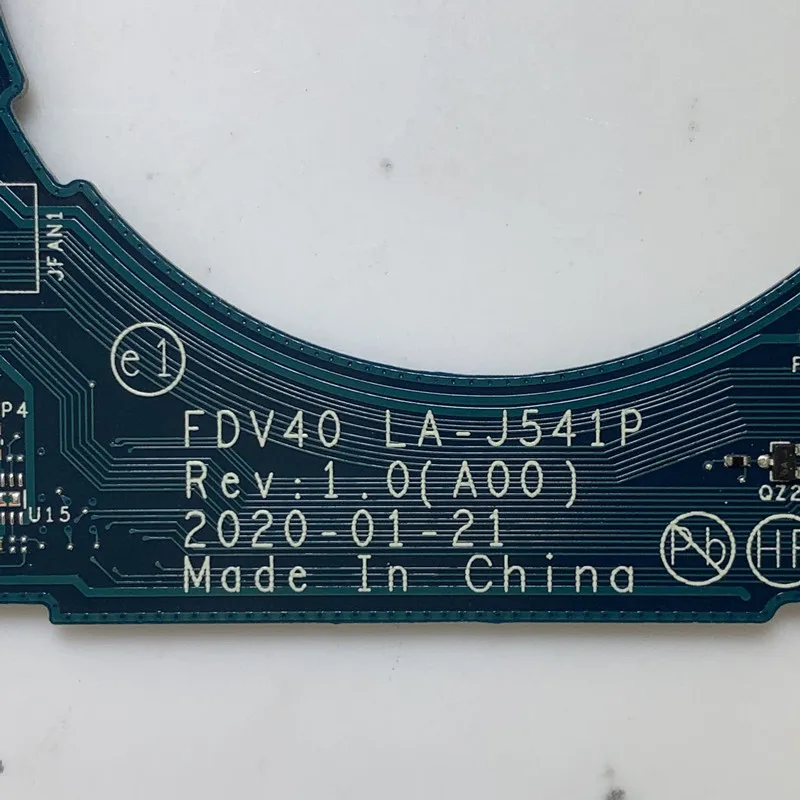 JFAN1
e1
P4
FDV40 LA-J541P
Rev:1.0(A00)
2020-01-21
Made In China
U15
QZ2
Pb
HF